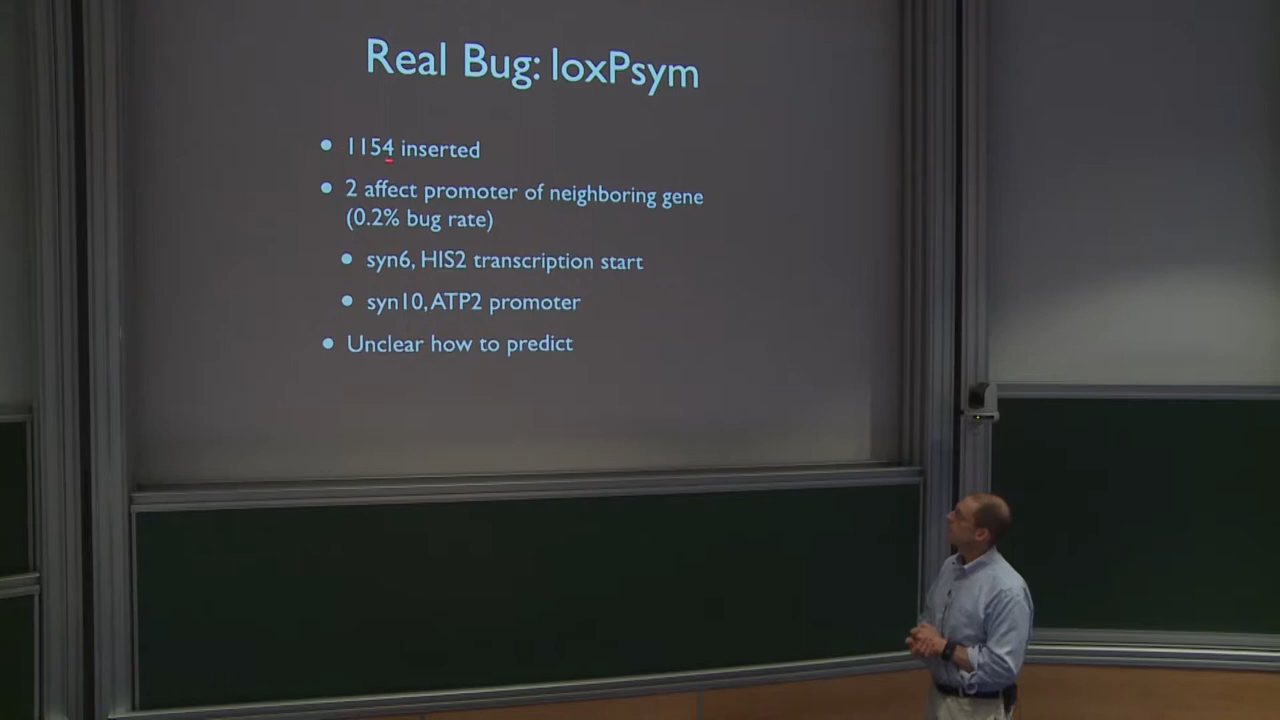 Real Bug: loxPsym
• 1154 inserted
• 2 affect promoter of neighboring gene
(0.2% bug rate)
• syn6, HIS2 transcription start
• syn10, ATP2 promoter
• Unclear how to predict